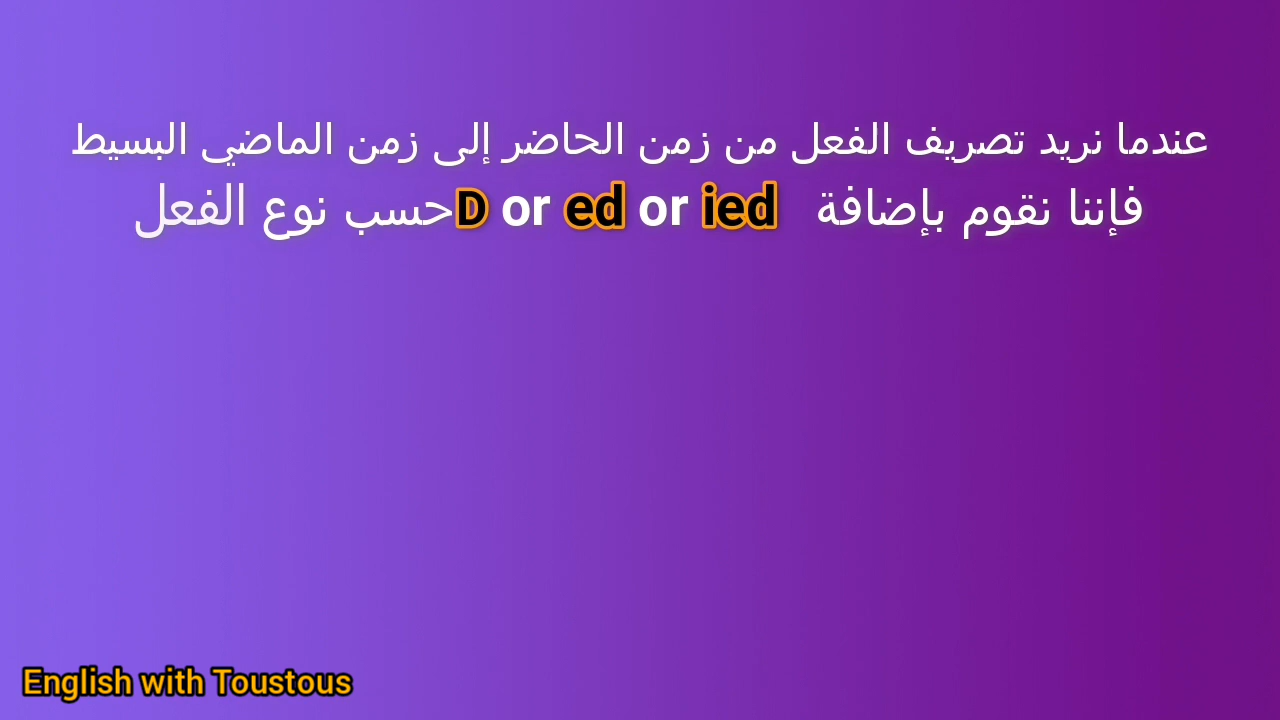 عندما نريد تصريف الفعل من زمن الحاضر إلى زمن الماضي البسيط
فإننا نقوم بإضافة D or ed or ied حسب نوع الفعل
English with Toustous